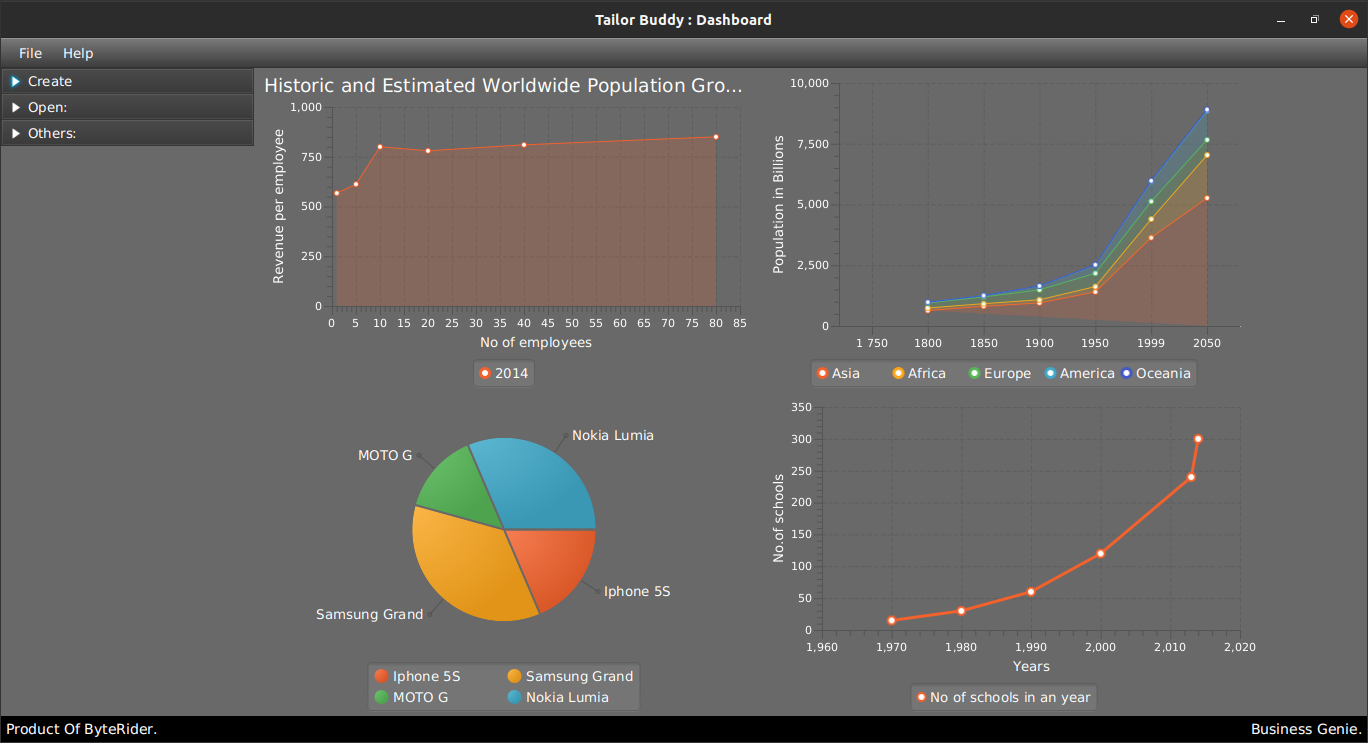 Tailor Buddy : Dashboard
File Help
Create
Open:
Others:
Historic and Estimated Worldwide Population Gro...
Revenue per employee
1,000
750
500
250
0
0 5 10 15 20 25 30 35 40 45 50 55 60 65 70 75 80 85
No of employees
2014
Population in Billions
10,000
7,500
5,000
2,500
0
1 750 1800 1850 1900 1950 1999 2050
Asia Africa Europe America Oceania
Nokia Lumia
MOTO G
Iphone 5S
Samsung Grand
Iphone 5S Samsung Grand
MOTO G Nokia Lumia
No.of schools
350
300
250
200
150
100
50
0
1,960 1,970 1,980 1,990 2,000 2,010 2,020
Years
No of schools in an year
Product Of ByteRider. Business Genie.